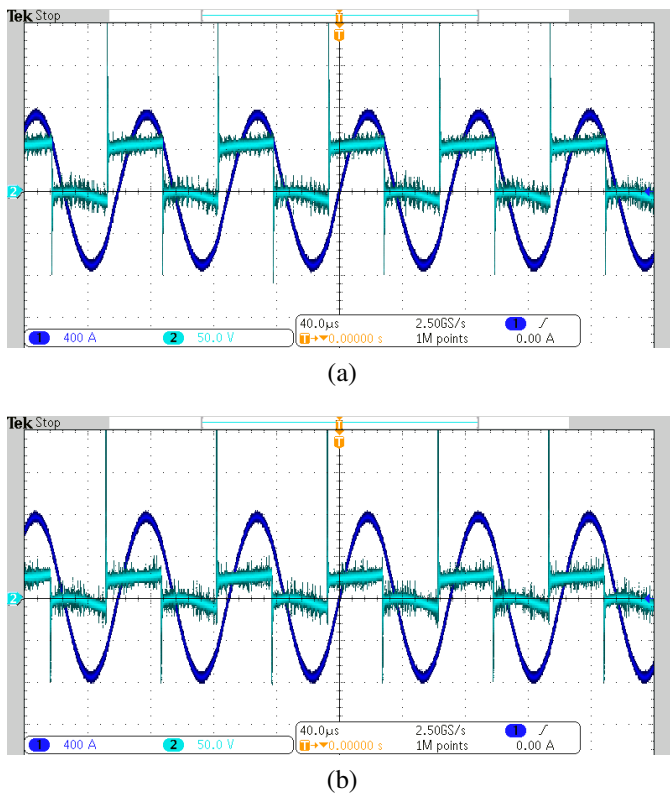 Tek Stop
T
T
2
40.0µs 2.50GS/s 1 ∫
1 400 A 2 50.0 V T→▼0.00000 s 1M points 0.00 A
(a)
Tek Stop
T
T
2
40.0µs 2.50GS/s 1 ∫
1 400 A 2 50.0 V T→▼0.00000 s 1M points 0.00 A
(b)